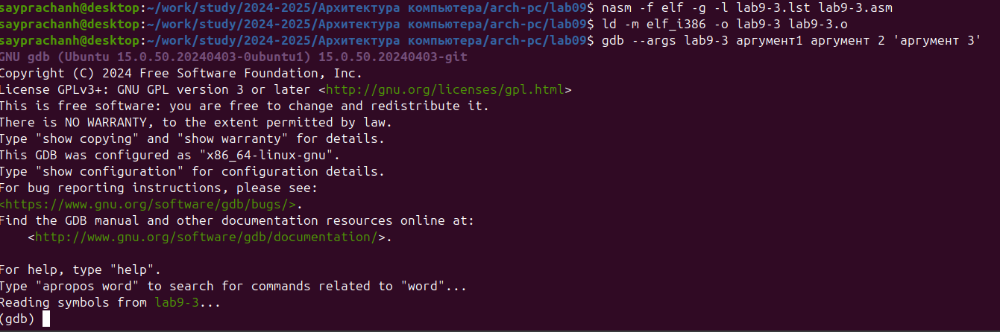 sayprachanh@desktop:~/work/study/2024-2025/Архитектура компьютера/arch-pc/lab09$ nasm -f elf -g -l lab9-3.lst lab9-3.asm
sayprachanh@desktop:~/work/study/2024-2025/Архитектура компьютера/arch-pc/lab09$ ld -m elf_i386 -o lab9-3 lab9-3.o
sayprachanh@desktop:~/work/study/2024-2025/Архитектура компьютера/arch-pc/lab09$ gdb --args lab9-3 аргумент1 аргумент 2 'аргумент 3'
GNU gdb (Ubuntu 15.0.50.20240403-0ubuntu1) 15.0.50.20240403-git
Copyright (C) 2024 Free Software Foundation, Inc.
License GPLv3+: GNU GPL version 3 or later <http://gnu.org/licenses/gpl.html>
This is free software: you are free to change and redistribute it.
There is NO WARRANTY, to the extent permitted by law.
Type "show copying" and "show warranty" for details.
This GDB was configured as "x86_64-linux-gnu".
Type "show configuration" for configuration details.
For bug reporting instructions, please see:
<https://www.gnu.org/software/gdb/bugs/>.
Find the GDB manual and other documentation resources online at:
    <http://www.gnu.org/software/gdb/documentation/>.

For help, type "help".
Type "apropos word" to search for commands related to "word"...
Reading symbols from lab9-3...
(gdb)